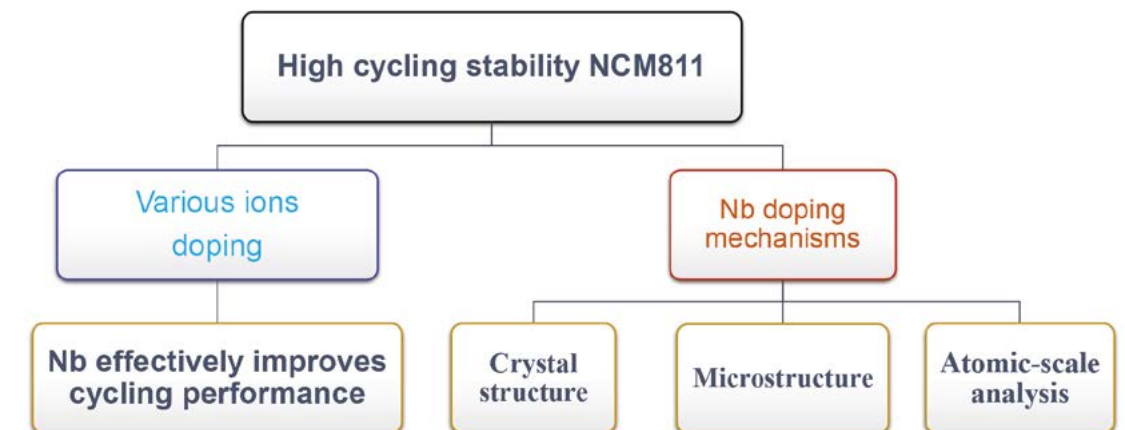 High cycling stability NCM811
Various ions
doping
Nb doping
mechanisms
Nb effectively improves
cycling performance
Crystal
structure
Microstructure
Atomic-scale
analysis